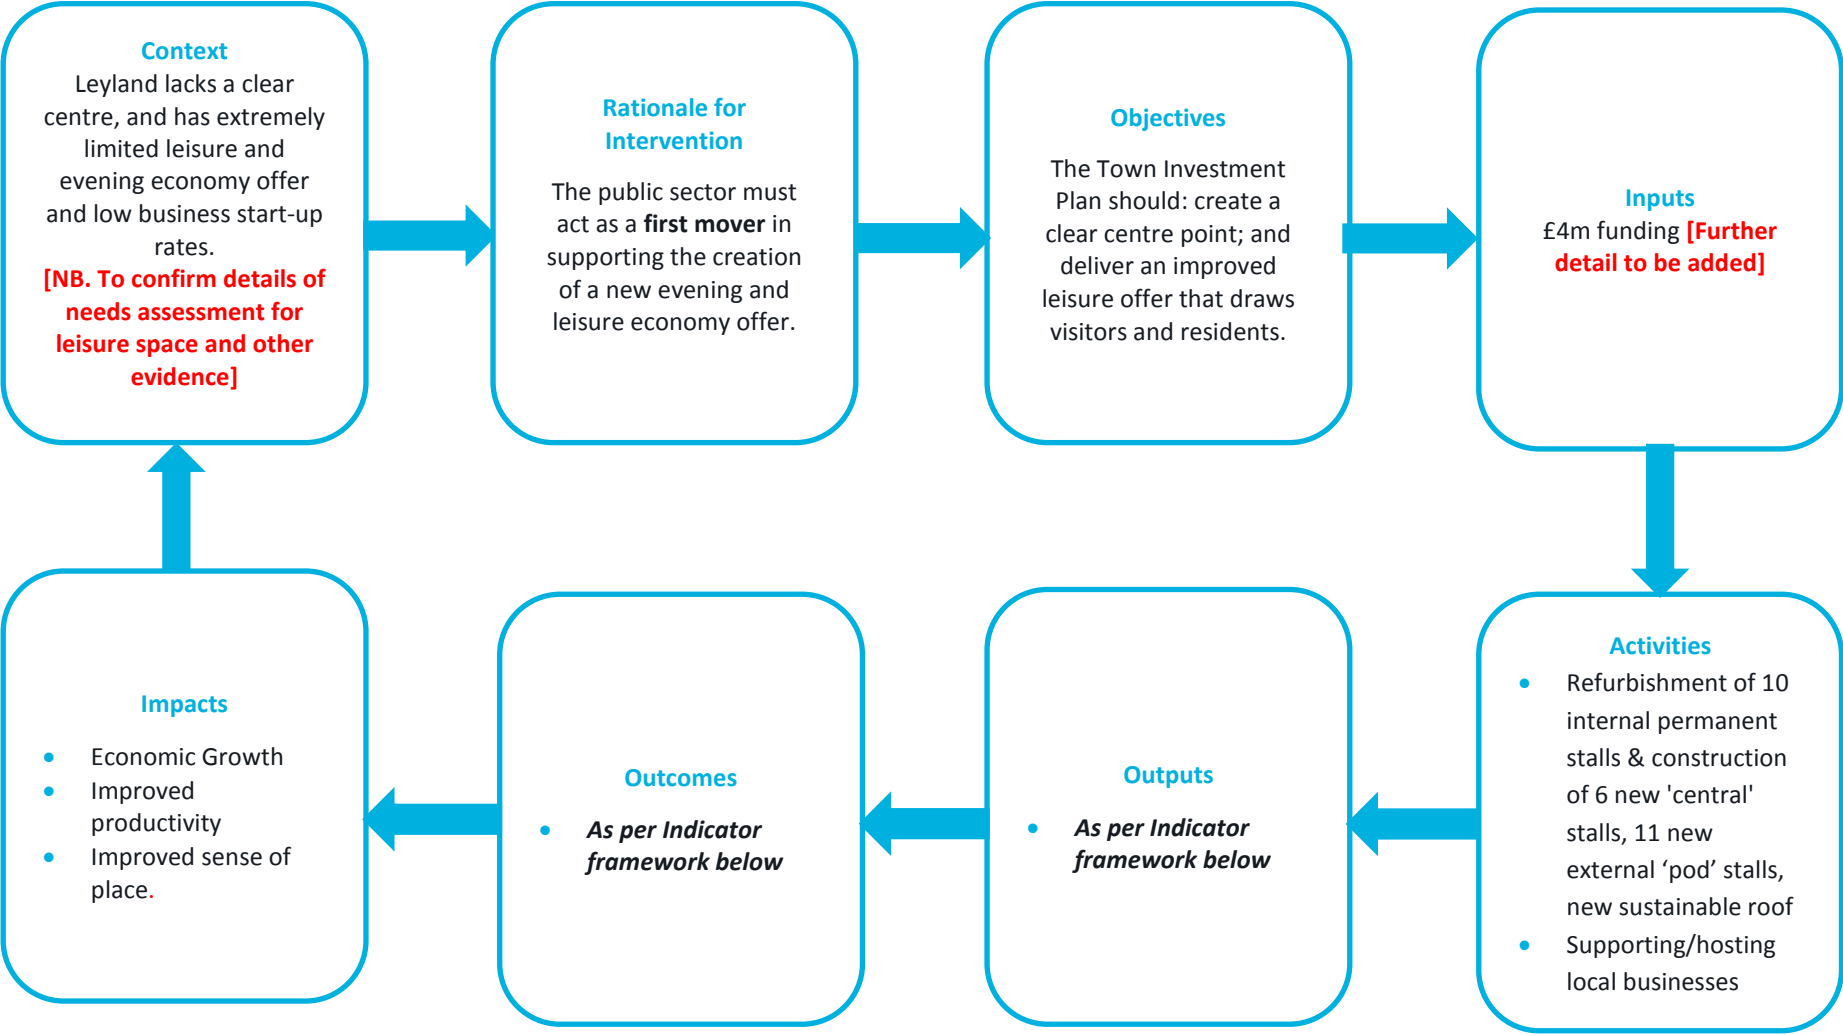 Context
Leyland lacks a clear
centre, and has extremely
limited leisure and
evening economy offer
and low business start-up
rates.
[NB. To confirm details of
needs assessment for
leisure space and other
evidence]
Rationale for
Intervention
The public sector must
act as a first mover in
supporting the creation
of a new evening and
leisure economy offer.
Objectives
The Town Investment
Plan should: create a
clear centre point; and
deliver an improved
leisure offer that draws
visitors and residents.
Inputs
£4m funding [Further
detail to be added]
Activities
• Refurbishment of 10
internal permanent
stalls & construction
of 6 new 'central'
stalls, 11 new
external ‘pod’ stalls,
new sustainable roof
• Supporting/hosting
local businesses
Outputs
• As per Indicator
framework below
Outcomes
• As per Indicator
framework below
Impacts
• Economic Growth
• Improved
productivity
• Improved sense of
place.